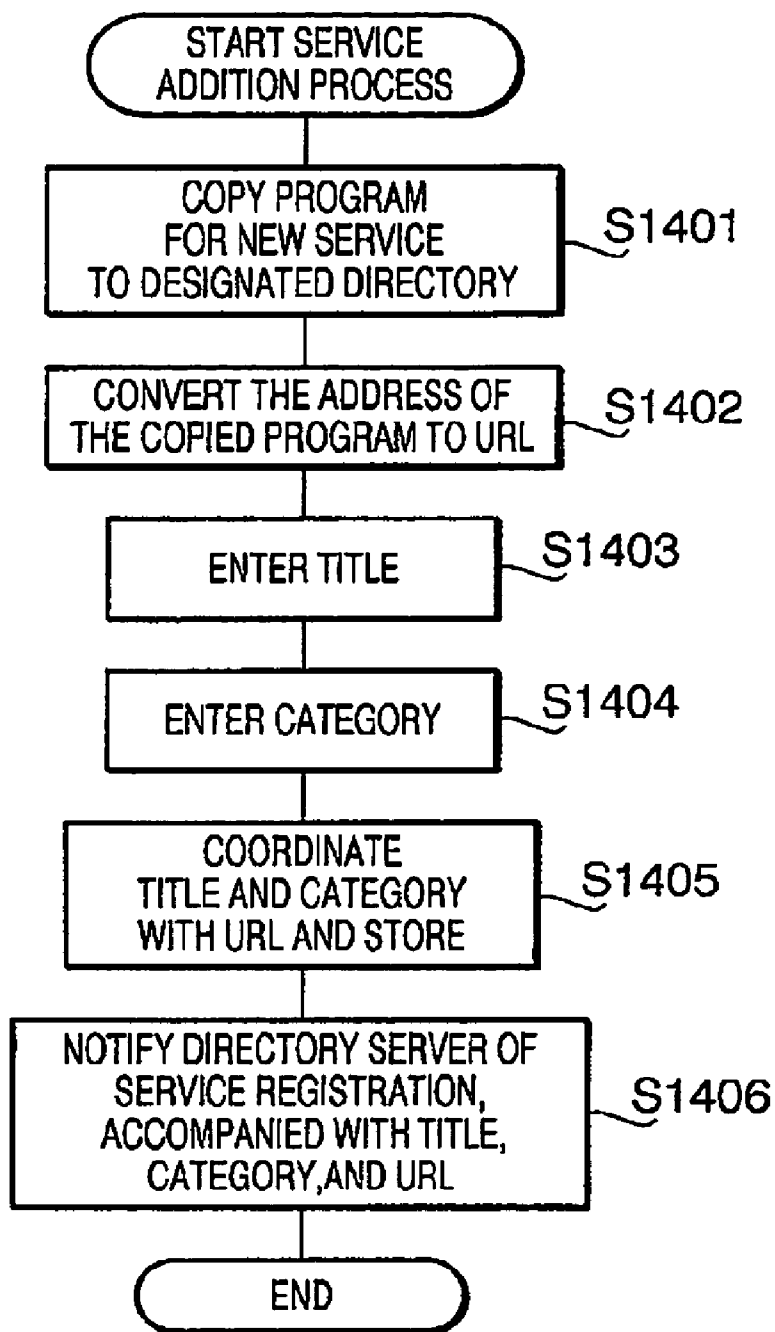 START SERVICE
ADDITION PROCESS
COPY PROGRAM
FOR NEW SERVICE
TO DESIGNATED DIRECTORY
S1401
CONVERT THE ADDRESS OF
THE COPIED PROGRAM TO URL
S1402
ENTER TITLE
S1403
ENTER CATEGORY
S1404
COORDINATE
TITLE AND CATEGORY
WITH URL AND STORE
S1405
NOTIFY DIRECTORY SERVER OF
SERVICE REGISTRATION,
ACCOMPANIED WITH TITLE,
CATEGORY,AND URL
S1406
END